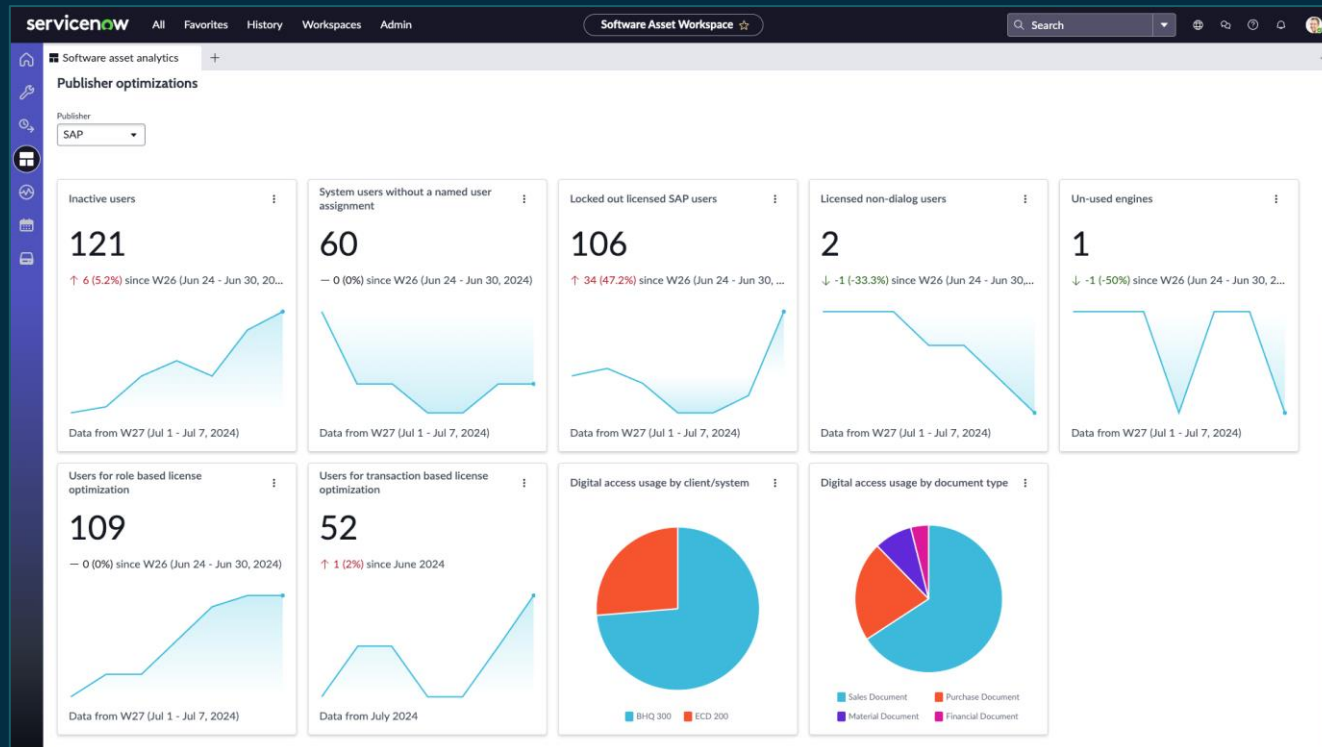 servicenow All Favorites History Workspaces Admin Software Asset Workspace Search
Software asset analytics
Publisher optimizations
Publisher
SAP
Inactive users
121
↑ 6 (5.2%) since W26 (Jun 24 - Jun 30, 20...
Data from W27 (Jul 1 - Jul 7, 2024)
System users without a named user
assignment
60
— 0 (0%) since W26 (Jun 24 - Jun 30, 2024)
Data from W27 (Jul 1 - Jul 7, 2024)
Locked out licensed SAP users
106
↑ 34 (47.2%) since W26 (Jun 24 - Jun 30, ...
Data from W27 (Jul 1 - Jul 7, 2024)
Licensed non-dialog users
2
↓ -1 (-33.3%) since W26 (Jun 24 - Jun 30,...
Data from W27 (Jul 1 - Jul 7, 2024)
Un-used engines
1
↓ -1 (-50%) since W26 (Jun 24 - Jun 30, 2...
Data from W27 (Jul 1 - Jul 7, 2024)
Users for role based license
optimization
109
— 0 (0%) since W26 (Jun 24 - Jun 30, 2024)
Data from W27 (Jul 1 - Jul 7, 2024)
Users for transaction based license
optimization
52
↑ 1 (2%) since June 2024
Data from July 2024
Digital access usage by client/system
BHQ 300 ECD 200
Digital access usage by document type
Sales Document Purchase Document
Material Document Financial Document